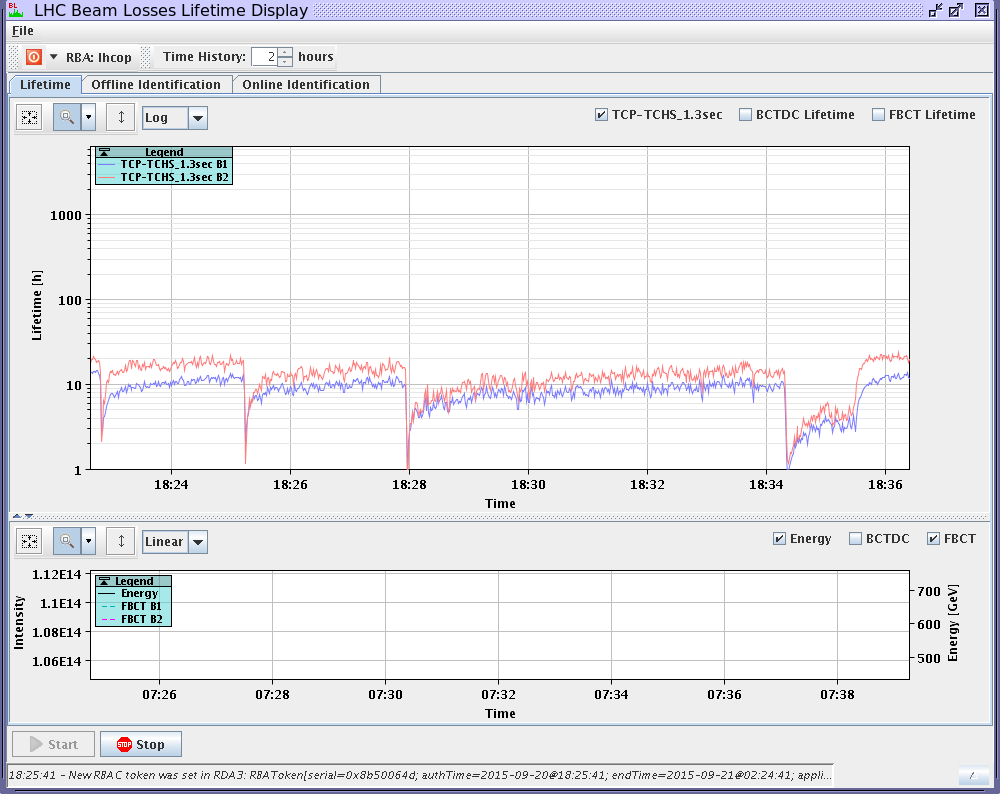 BL LHC Beam Losses Lifetime Display
File
RBA: lhcop Time History: 2 hours
Lifetime Offline Identification Online Identification
Log TCP-TCHS_1.3sec BCTDC Lifetime FBCT Lifetime
Legend
TCP-TCHS_1.3sec B1
TCP-TCHS_1.3sec B2
1000
100
10
1
Lifetime [h]
18:24 18:26 18:28 18:30 18:32 18:34 18:36
Time
Linear Energy BCTDC FBCT
Legend
Energy
FBCT B1
FBCT B2
1.12E14
1.1E14
1.08E14
1.06E14
Intensity
700
600
500
Energy [GeV]
07:26 07:28 07:30 07:32 07:34 07:36 07:38
Time
Start STOP Stop
18:25:41 - New RBAC token was set in RDA3: RBAToken[serial=0x8b50064d; authTime=2015-09-20@18:25:41; endTime=2015-09-21@02:24:41; appli...